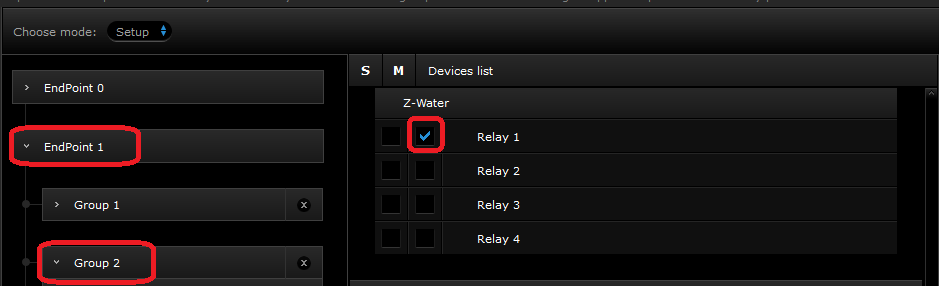 Choose mode: Setup
S M Devices list
EndPoint 0
Z-Water
EndPoint 1
Relay 1
Relay 2
Group 1 x
Relay 3
Relay 4
Group 2 x